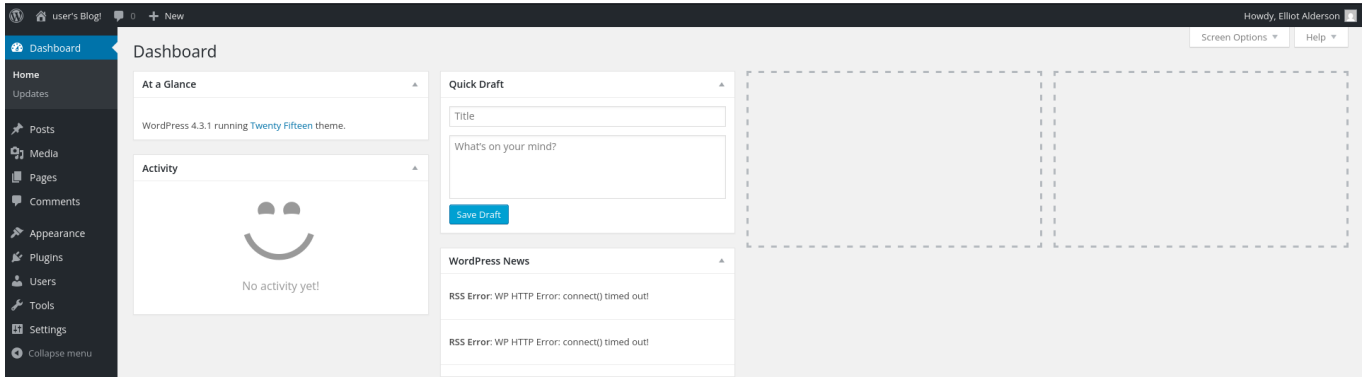 user's Blog! 0 + New Howdy, Elliot Alderson
Screen Options Help
Dashboard
Home
Updates
Posts
Media
Pages
Comments
Appearance
Plugins
Users
Tools
Settings
Collapse menu
Dashboard
At a Glance
WordPress 4.3.1 running Twenty Fifteen theme.
Activity
No activity yet!
Quick Draft
Title
What's on your mind?
Save Draft
WordPress News
RSS Error: WP HTTP Error: connect() timed out!
RSS Error: WP HTTP Error: connect() timed out!